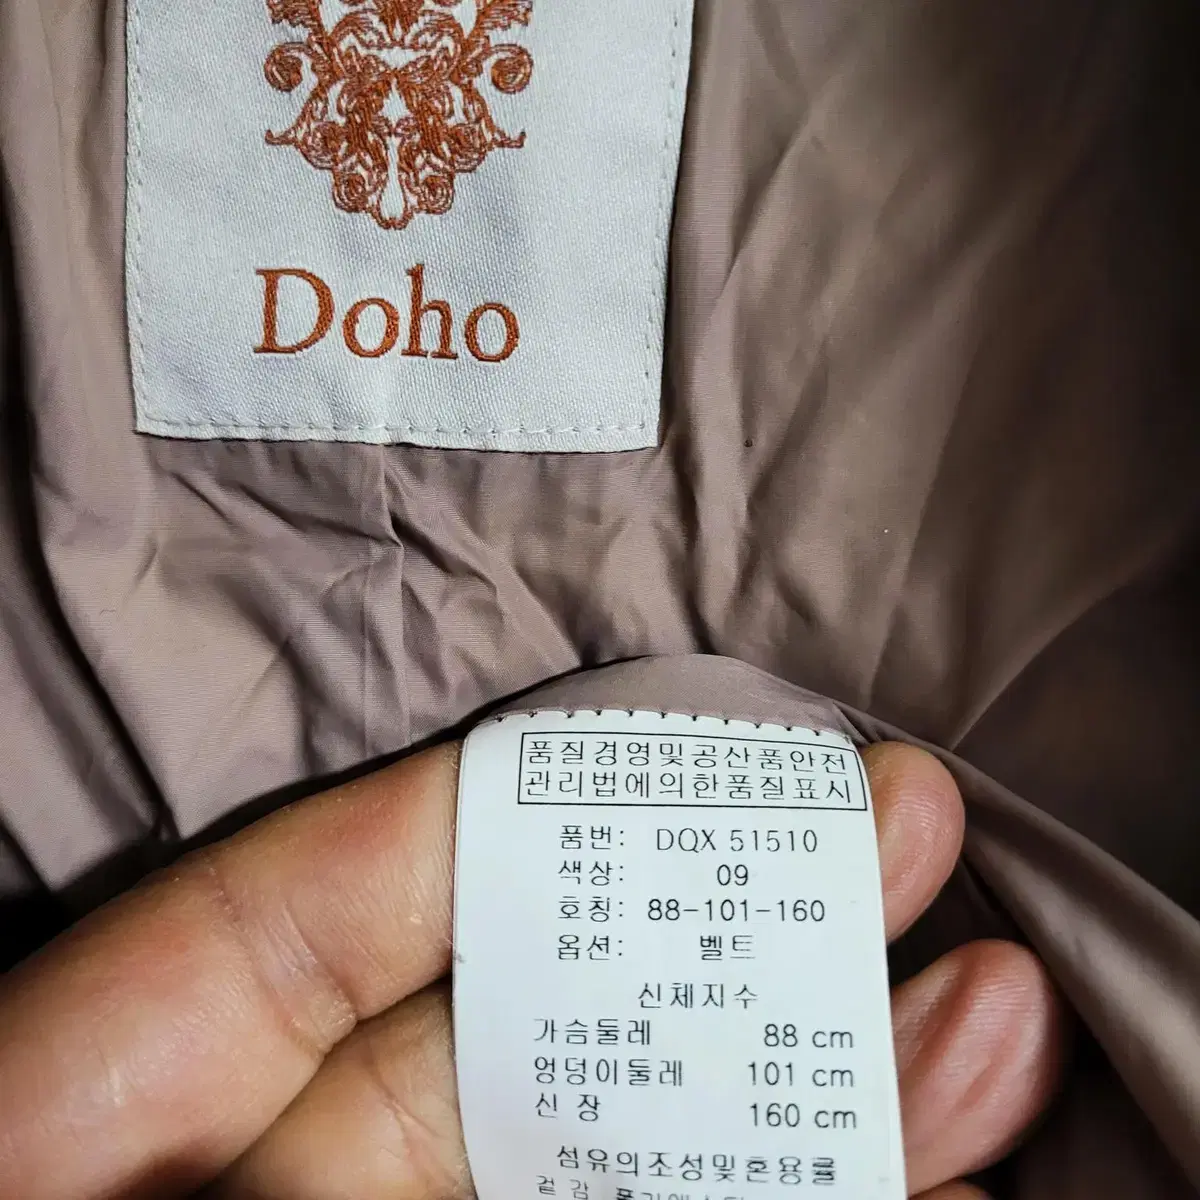 Doho
품질경영및공산품안전
관리법에의한품질표시
품번: DQX 51510
색상: 09
호칭: 88-101-160
옵션: 벨트
신체지수
가슴둘레 88 cm
엉덩이둘레 101 cm
신 장 160 cm
섬유의조성및혼용률
겉 감